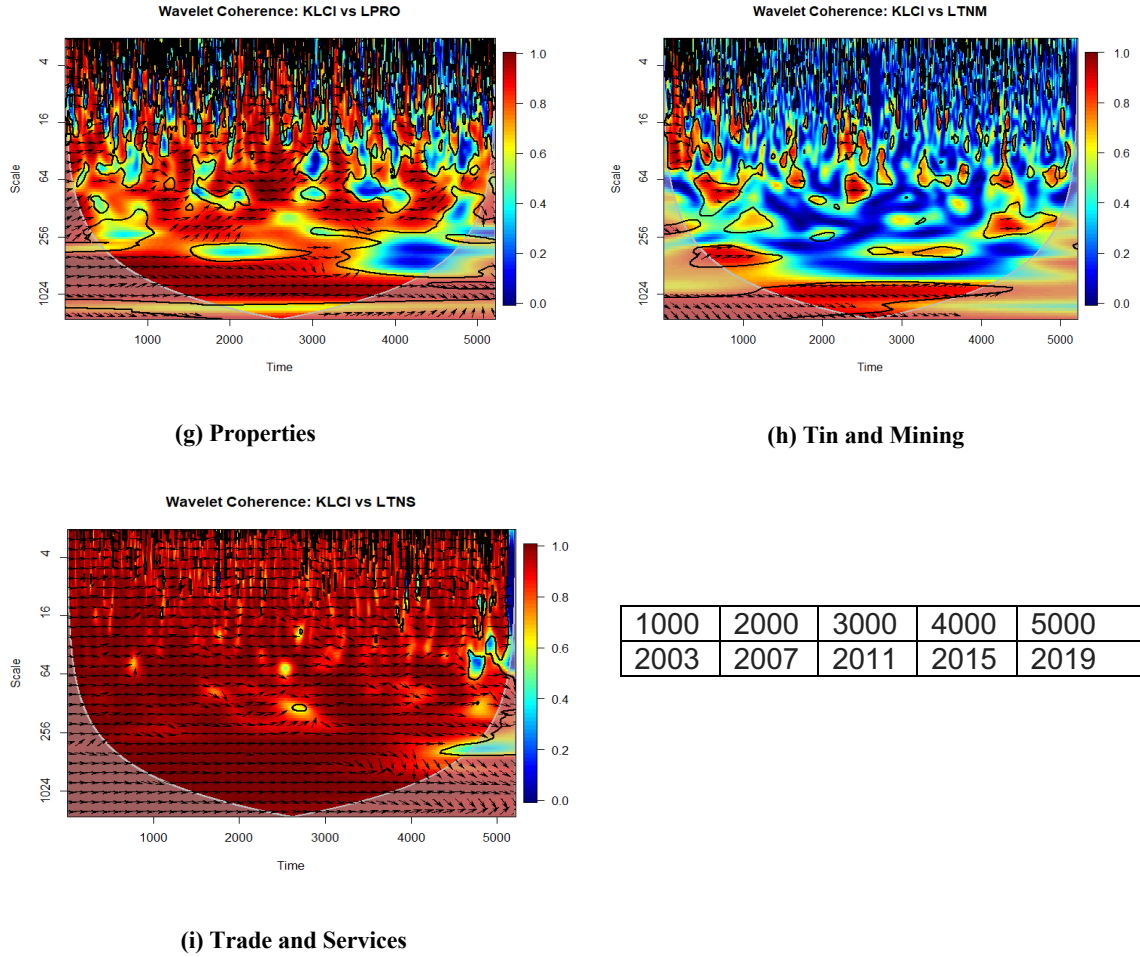 Wavelet Coherence: KLCI vs LPRO
Scale
4
16
64
256
1024
1000 2000 3000 4000 5000
Time
1.0
0.8
0.6
0.4
0.2
0.0
(g) Properties
Wavelet Coherence: KLCI vs LTNM
Scale
4
16
64
256
1024
1000 2000 3000 4000 5000
Time
1.0
0.8
0.6
0.4
0.2
0.0
(h) Tin and Mining
Wavelet Coherence: KLCI vs LTNS
Scale
4
16
64
256
1024
1000 2000 3000 4000 5000
Time
1.0
0.8
0.6
0.4
0.2
0.0
(i) Trade and Services
1000 2000 3000 4000 5000
2003 2007 2011 2015 2019